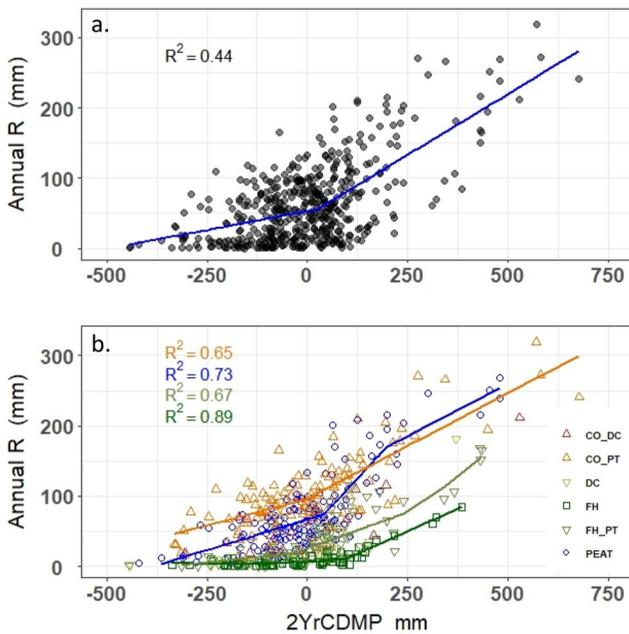 a.
R² = 0.44
Annual R (mm)
300
200
100
0
-500 -250 0 250 500 750
b.
R² = 0.65
R² = 0.73
R² = 0.67
R² = 0.89
Annual R (mm)
300
200
100
0
CO_DC
CO_PT
DC
FH
FH_PT
PEAT
-500 -250 0 250 500 750
2YrCDMP mm